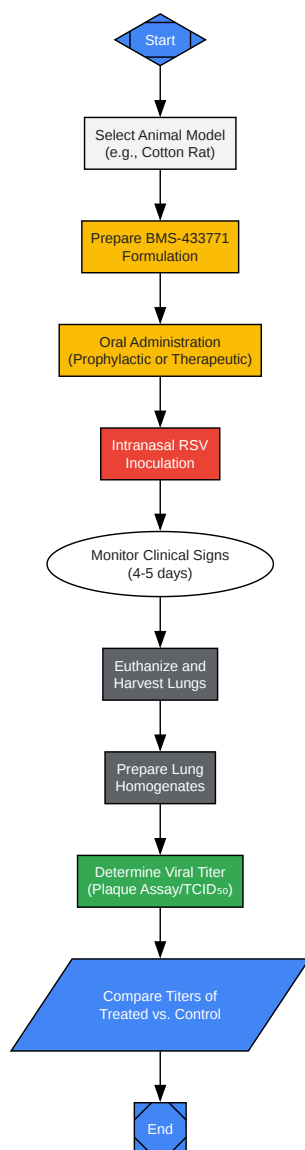 Start
Select Animal Model
(e.g., Cotton Rat)
Prepare BMS-433771
Formulation
Oral Administration
(Prophylactic or Therapeutic)
Intranasal RSV
Inoculation
Monitor Clinical Signs
(4-5 days)
Euthanize and
Harvest Lungs
Prepare Lung
Homogenates
Determine Viral Titer
(Plaque Assay/TCID₅₀)
Compare Titers of
Treated vs. Control
End